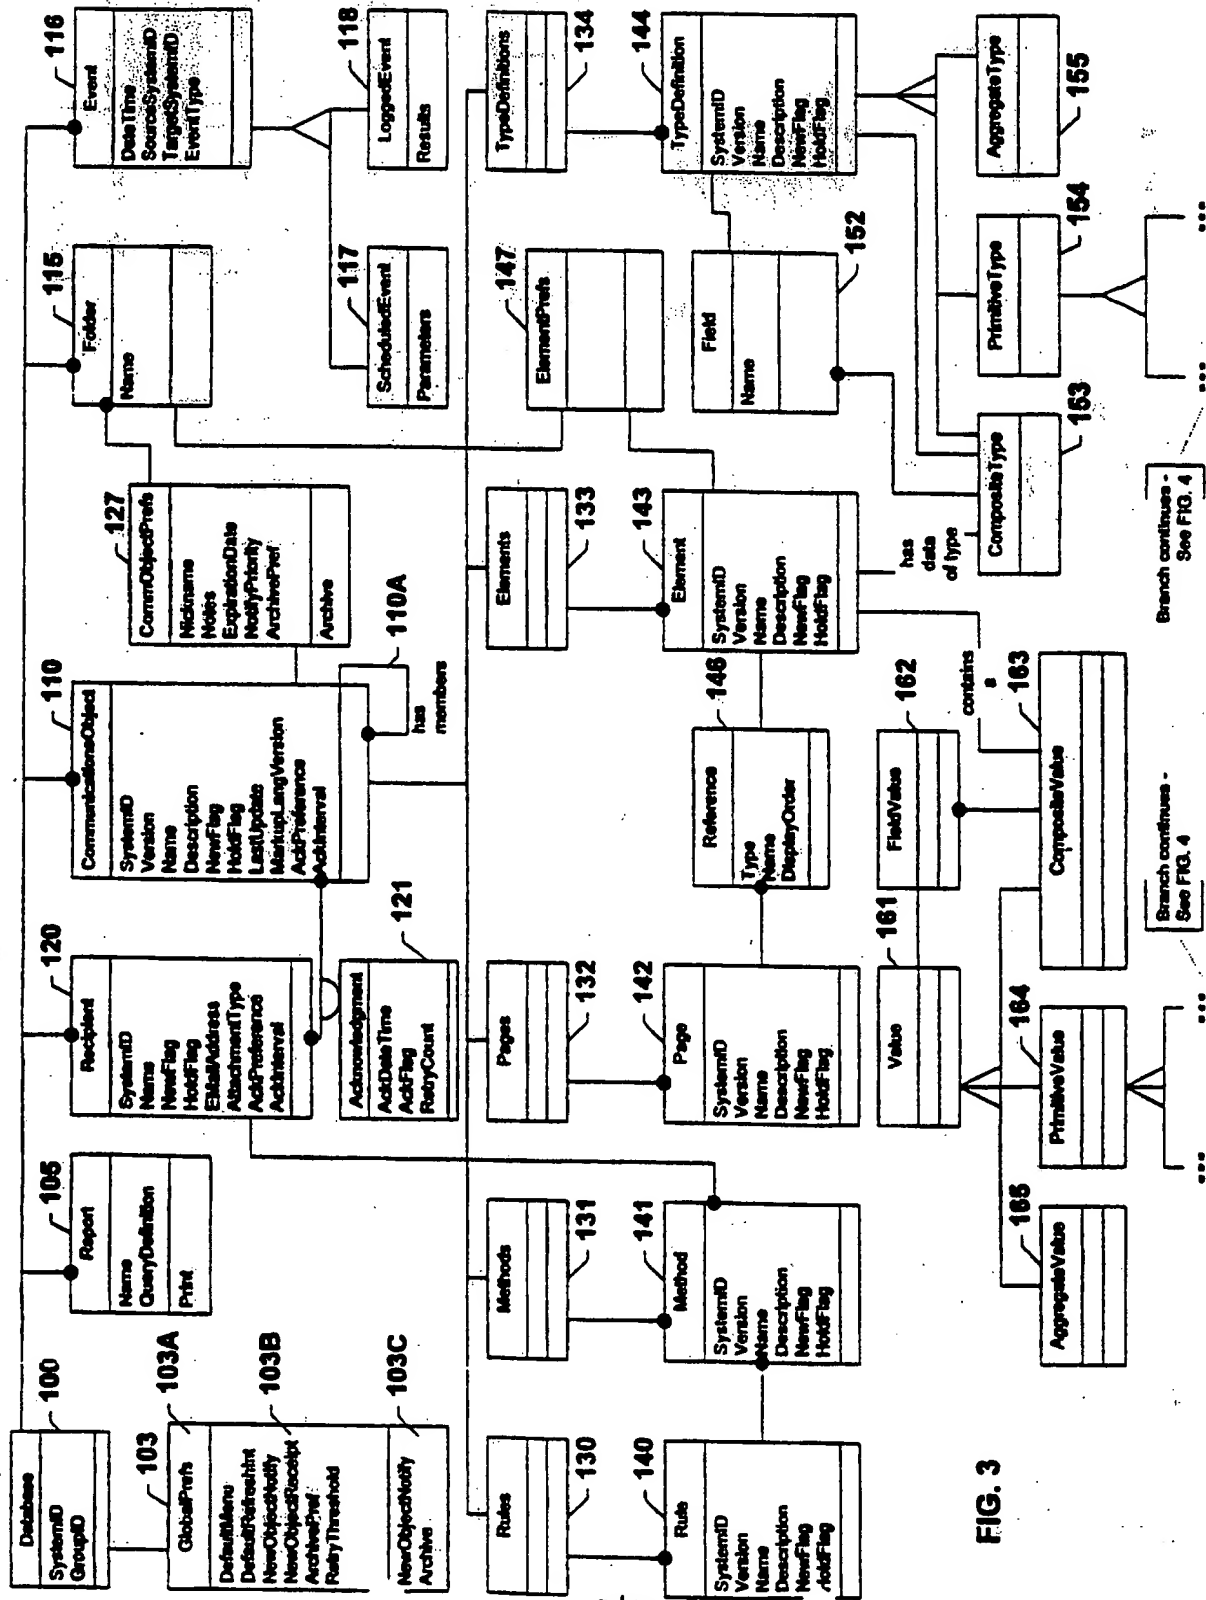 Database
SystemID
GroupID
100
GlobalPrefs
DefaultMenu
DefaultRefreshInt
NewObjectNotify
NewObjectReceipt
ArchivePref
RetryThreshold
NewObjectNotify
Archive
103
103A
103B
103C
Report
Name
QueryDefinition
Print
105
Recipient
SystemID
Name
NewFlag
HoldFlag
EMailAddress
AttachmentType
AckPreference
AckInterval
120
Acknowledgment
AckDateTime
AckFlag
RetryCount
121
CommunicationsObject
SystemID
Version
Name
Description
NewFlag
HoldFlag
LastUpdate
MarkupLangVersion
AckPreference
AckInterval
110
110A
has
members
CommObjectPrefs
Nickname
Notes
ExpirationDate
NotifyPriority
ArchivePref
Archive
127
Folder
Name
115
Event
DateTime
SourceSystemID
TargetSystemID
EventType
116
ScheduledEvent
Parameters
117
LoggedEvent
Results
118
Rules
130
Methods
131
Pages
132
Elements
133
ElementPrefs
147
TypeDefinitions
134
Rule
SystemID
Version
Name
Description
NewFlag
HoldFlag
140
Method
SystemID
Version
Name
Description
NewFlag
HoldFlag
141
Page
SystemID
Version
Name
Description
NewFlag
HoldFlag
142
Reference
Type
Name
DisplayOrder
146
Element
SystemID
Version
Name
Description
NewFlag
HoldFlag
143
Field
Name
152
TypeDefinition
SystemID
Version
Name
Description
NewFlag
HoldFlag
144
has
data
of type
contains
a
Value
161
FieldValue
162
AggregateValue
165
PrimitiveValue
164
CompositeValue
163
CompositeType
153
PrimitiveType
154
AggregateType
155
...
...
Branch continues -
See FIG. 4
...
...
Branch continues -
See FIG. 4
FIG. 3